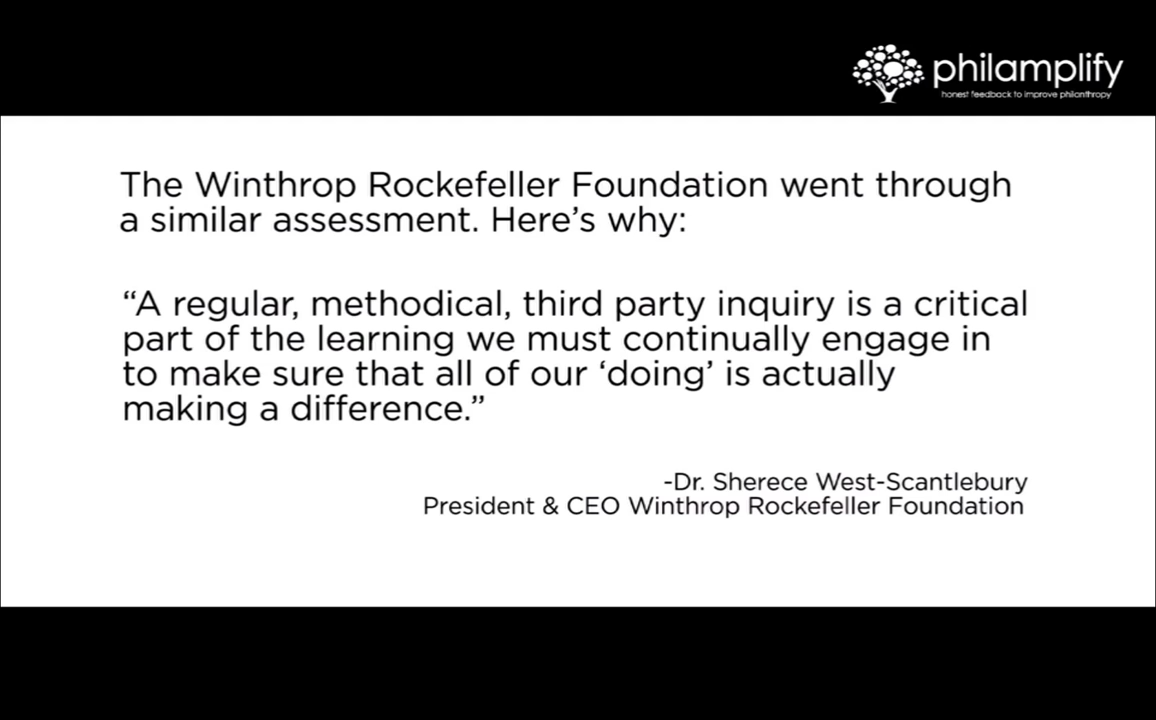 philamplify
honest feedback to improve philanthropy
The Winthrop Rockefeller Foundation went through
a similar assessment. Here’s why:
“A regular, methodical, third party inquiry is a critical
part of the learning we must continually engage in
to make sure that all of our ‘doing’ is actually
making a difference.”
-Dr. Sherece West-Scantlebury
President & CEO Winthrop Rockefeller Foundation